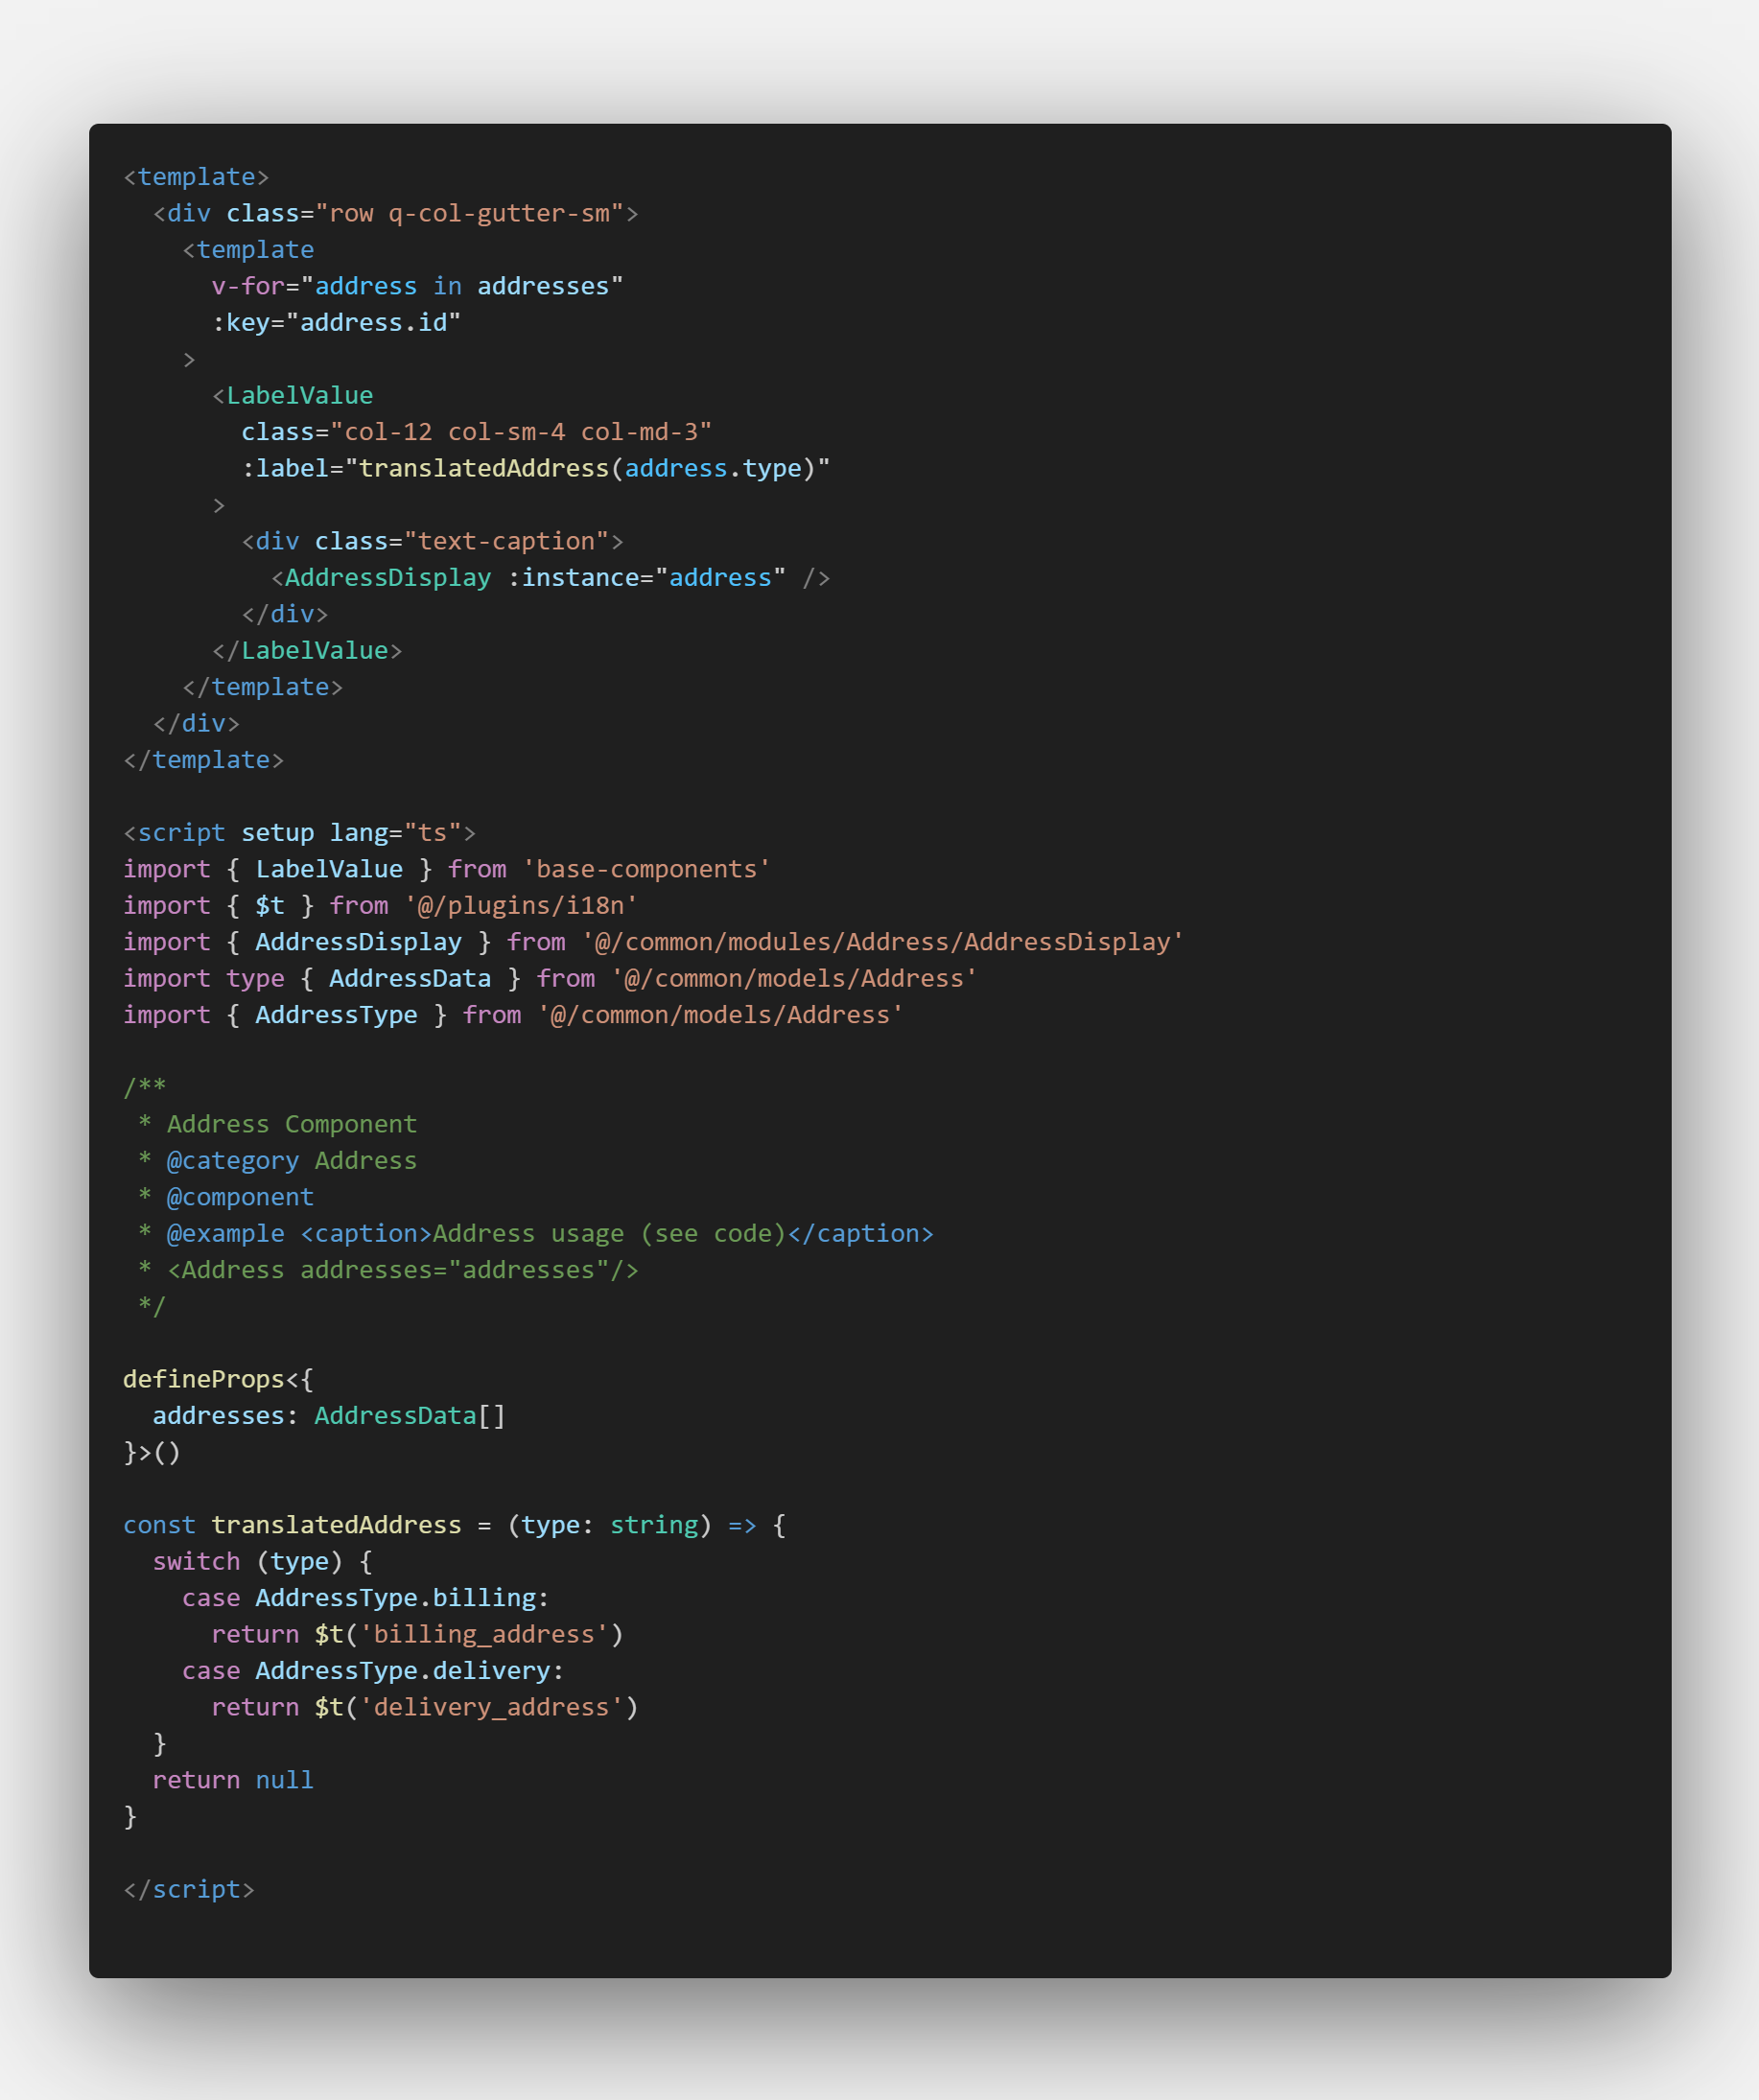 <template>
  <div class="row q-col-gutter-sm">
    <template
      v-for="address in addresses"
      :key="address.id"
    >
      <LabelValue
        class="col-12 col-sm-4 col-md-3"
        :label="translatedAddress(address.type)"
      >
        <div class="text-caption">
          <AddressDisplay :instance="address" />
        </div>
      </LabelValue>
    </template>
  </div>
</template>

<script setup lang="ts">
import { LabelValue } from 'base-components'
import { $t } from '@/plugins/i18n'
import { AddressDisplay } from '@/common/modules/Address/AddressDisplay'
import type { AddressData } from '@/common/models/Address'
import { AddressType } from '@/common/models/Address'

/**
 * Address Component
 * @category Address
 * @component
 * @example <caption>Address usage (see code)</caption>
 * <Address addresses="addresses"/>
 */

defineProps<{
  addresses: AddressData[]
}>()

const translatedAddress = (type: string) => {
  switch (type) {
    case AddressType.billing:
      return $t('billing_address')
    case AddressType.delivery:
      return $t('delivery_address')
  }
  return null
}

</script>